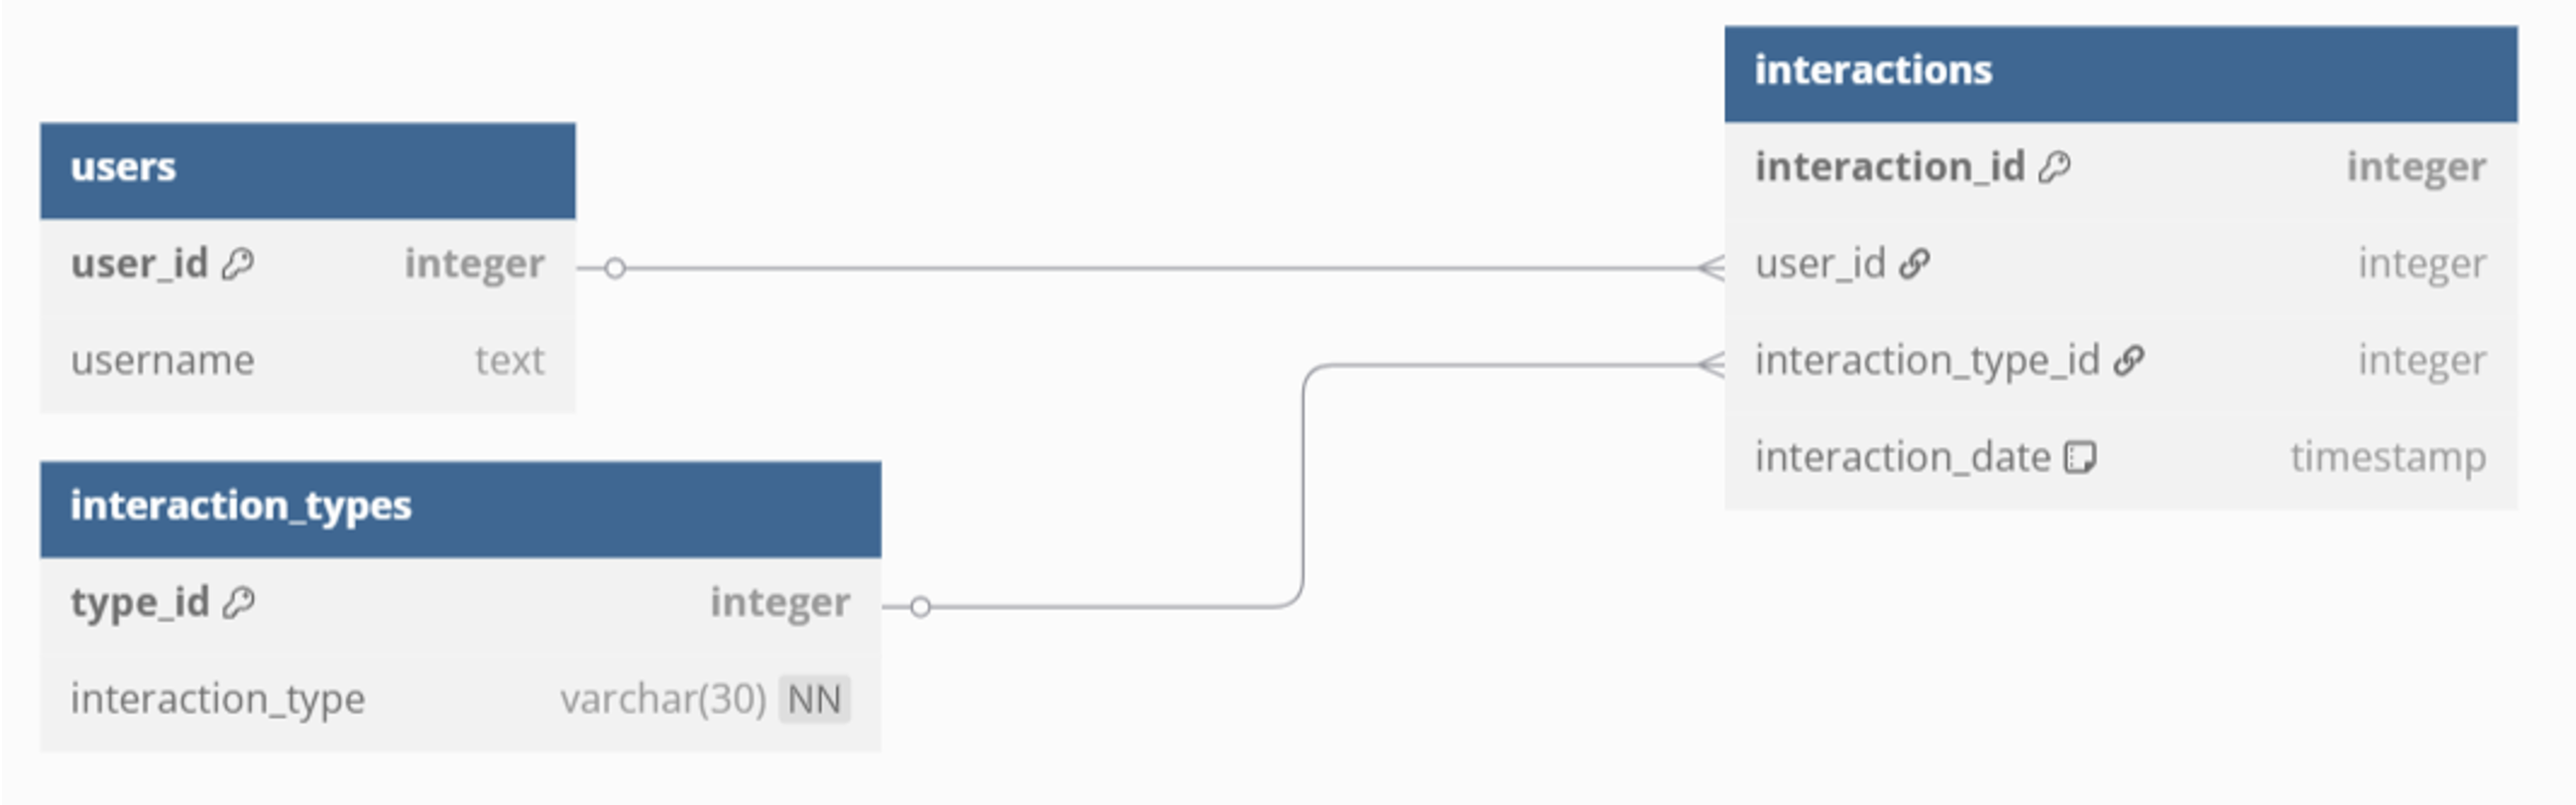 users
user_id integer
username text
interaction_types
type_id integer
interaction_type varchar(30) NN
interactions
interaction_id integer
user_id integer
interaction_type_id integer
interaction_date timestamp